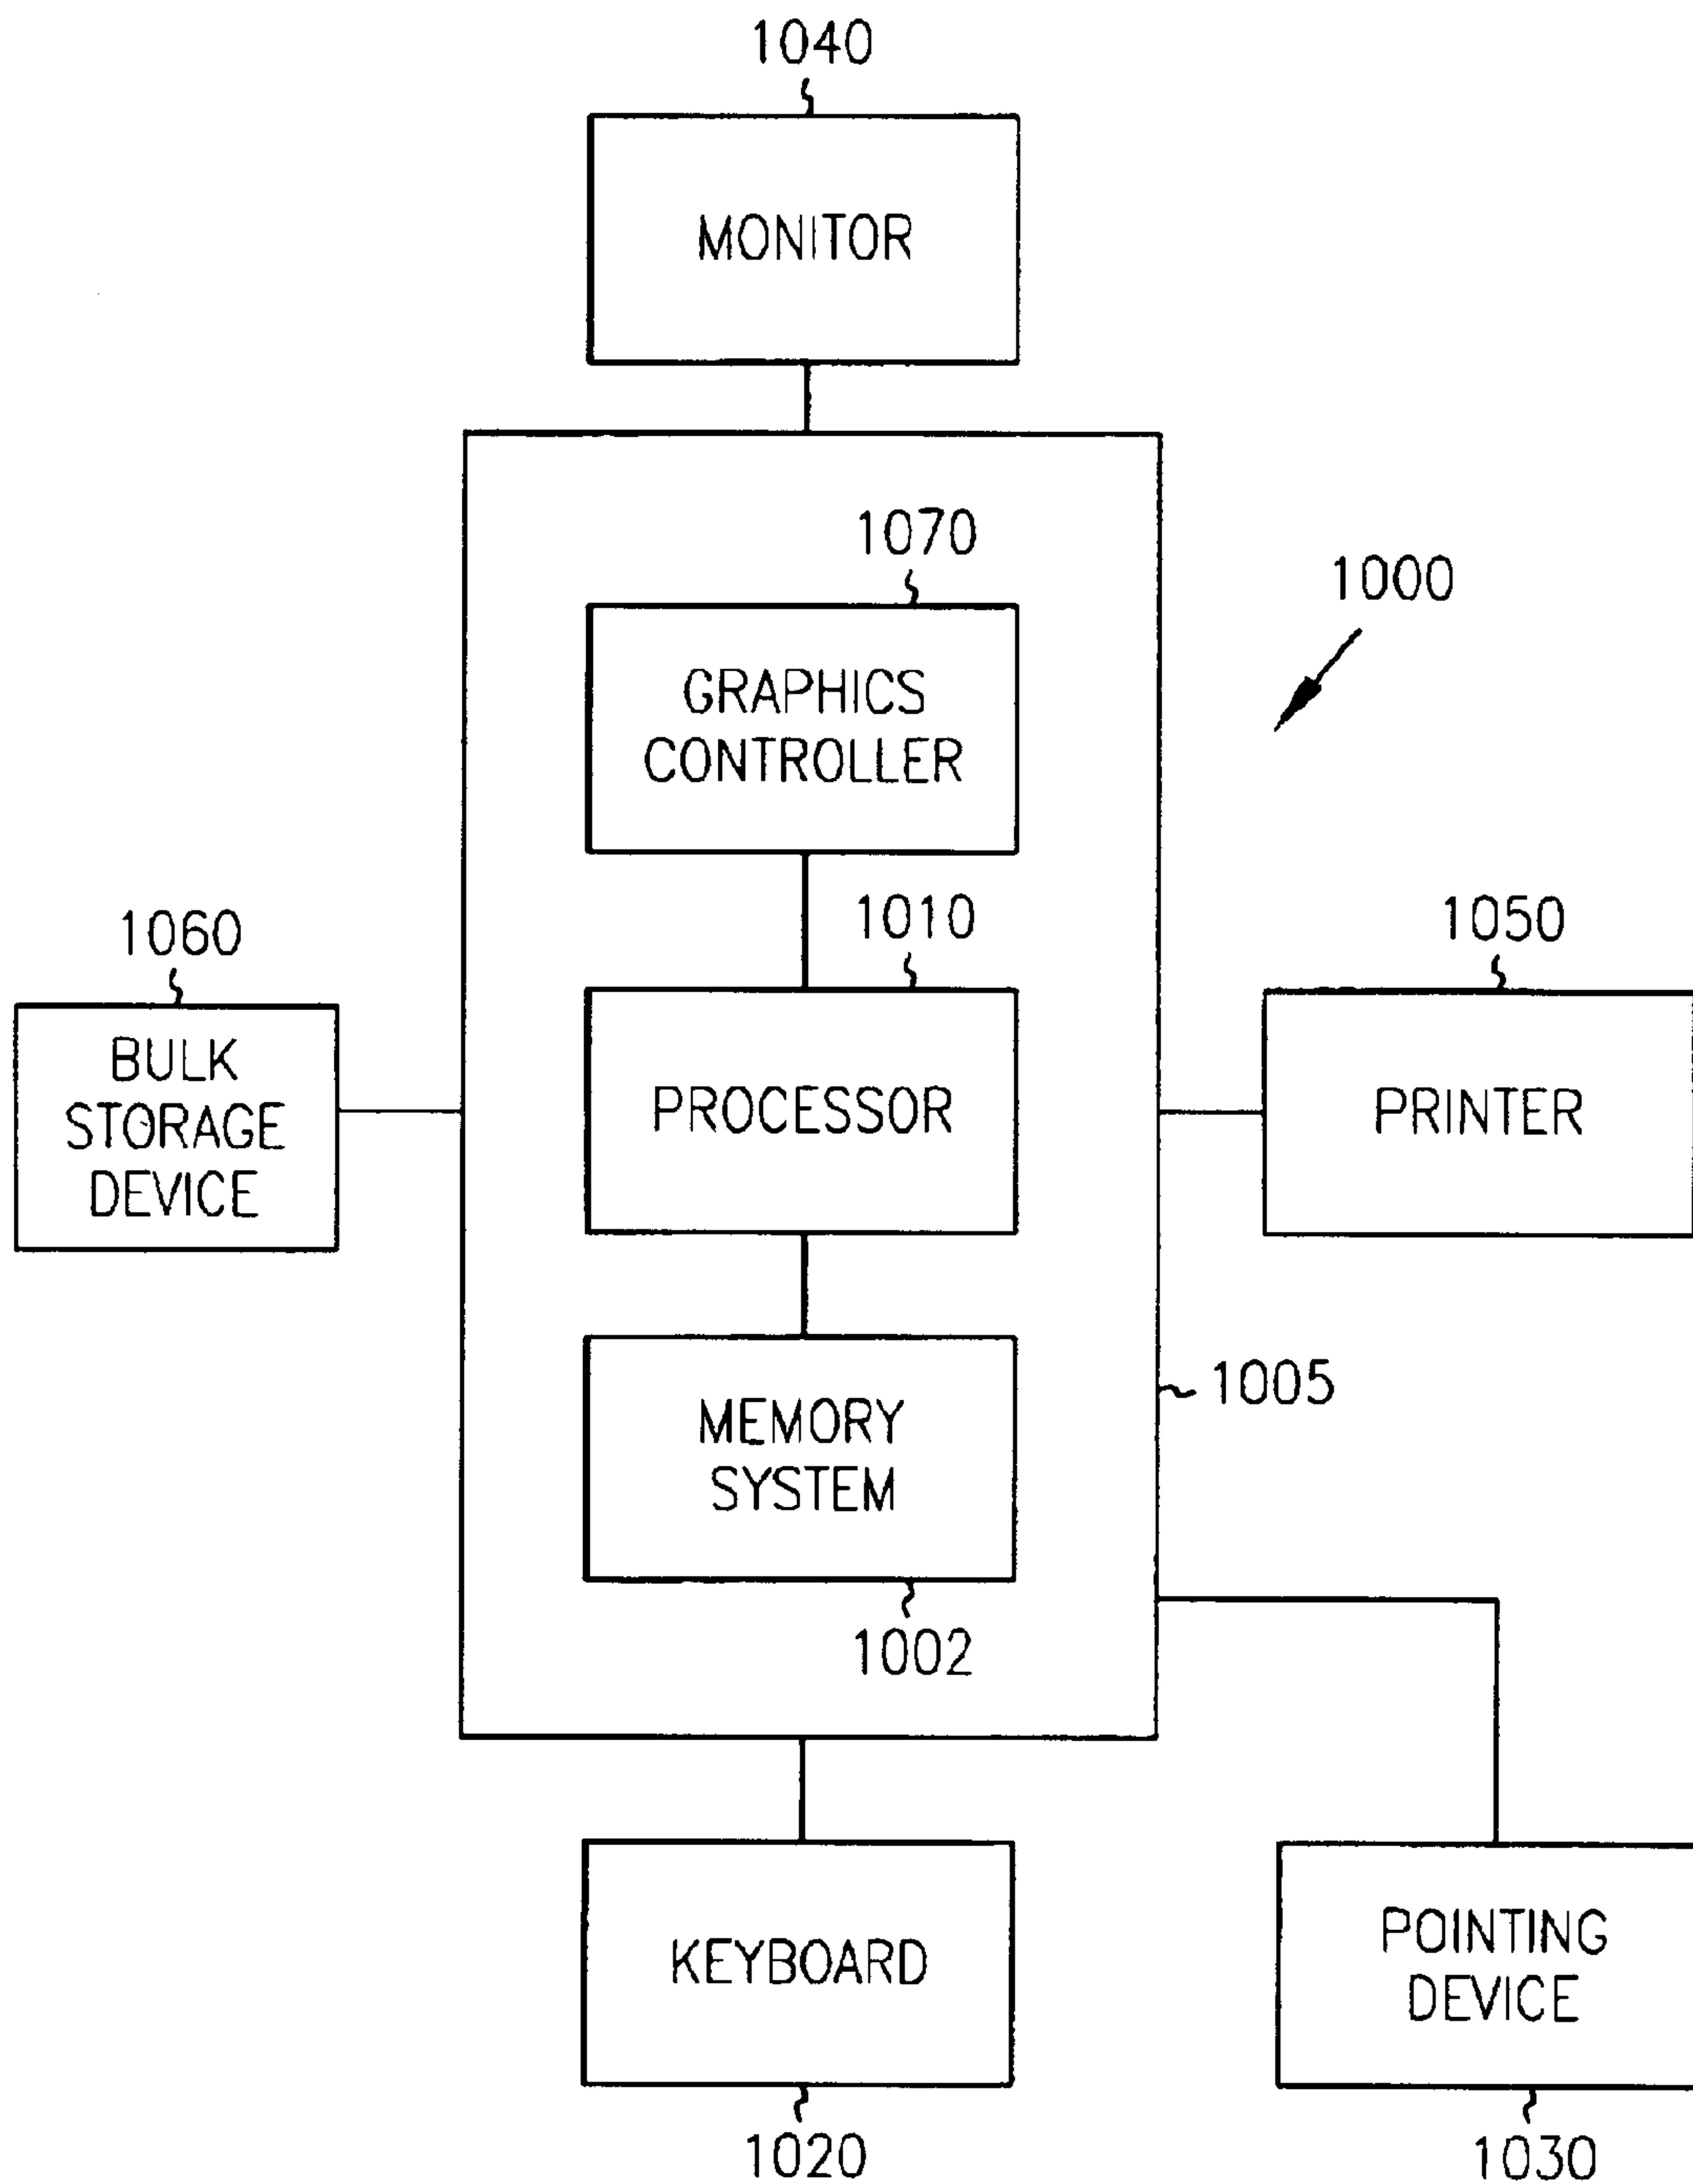 1040
MONITOR
1070
1000
GRAPHICS
CONTROLLER
1010
1060
1050
BULK
STORAGE
DEVICE
PROCESSOR
PRINTER
1005
MEMORY
SYSTEM
1002
KEYBOARD
POINTING
DEVICE
1020
1030